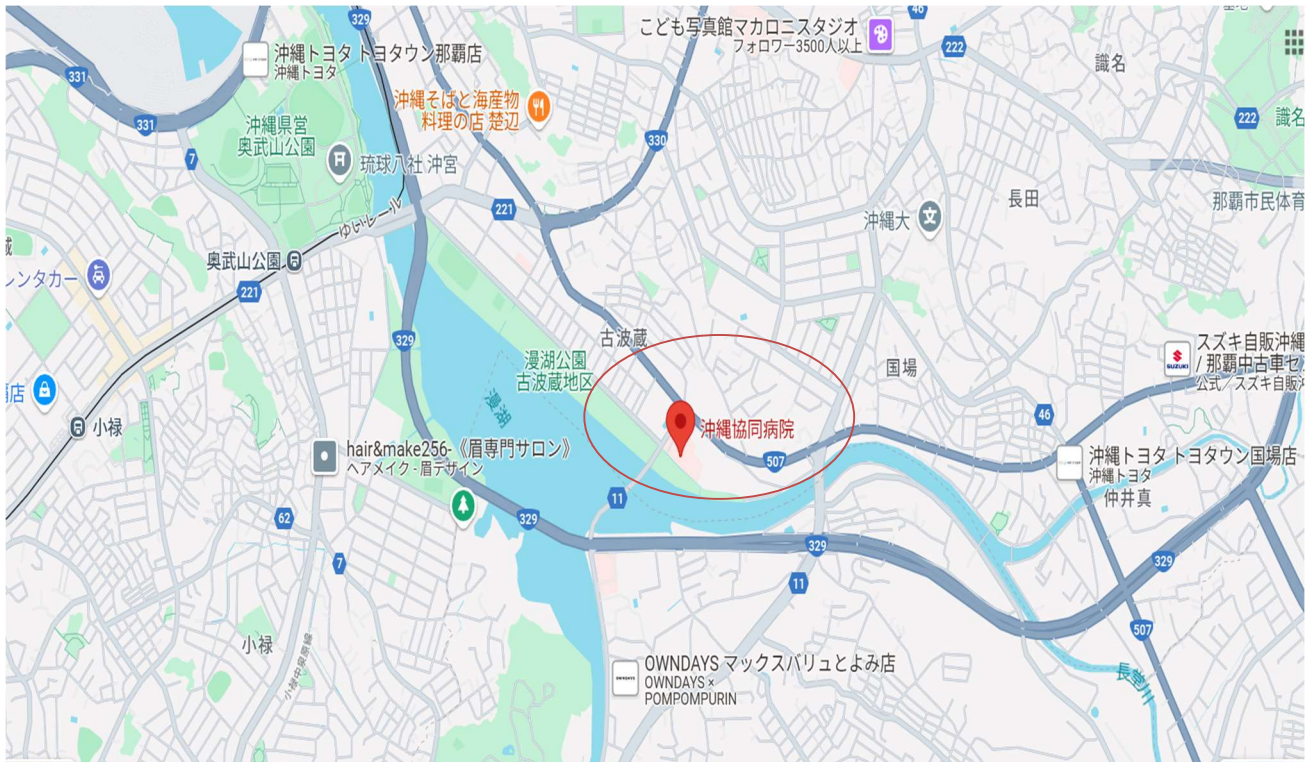 329
46
こども写真館マカロニスタジオ
フォロワー3500人以上
222
識名
沖縄トヨタ トヨタウン那覇店
沖縄トヨタ
331
沖縄そばと海産物
料理の店 楚辺
331
沖縄県営
奥武山公園
222
識名
330
7
琉球八社 沖宮
長田
那覇市民体育
221
沖縄大
ゆいレール
奥武山公園
レンタカー
221
329
古波蔵
漫湖公園
古波蔵地区
国場
スズキ自販沖縄
/ 那覇中古車セ
公式／スズキ自販
SUZUKI
店
漫湖
46
小禄
沖縄協同病院
hair&make256-《眉専門サロン》
ヘアメイク - 眉デザイン
507
沖縄トヨタ トヨタウン国場店
沖縄トヨタ
仲井真
11
62
329
329
329
7
11
507
小禄
小禄中央原線
OWNDAYS マックスバリュとよみ店
OWNDAYS ×
POMPOMPURIN
OWNDAYS
長堂川